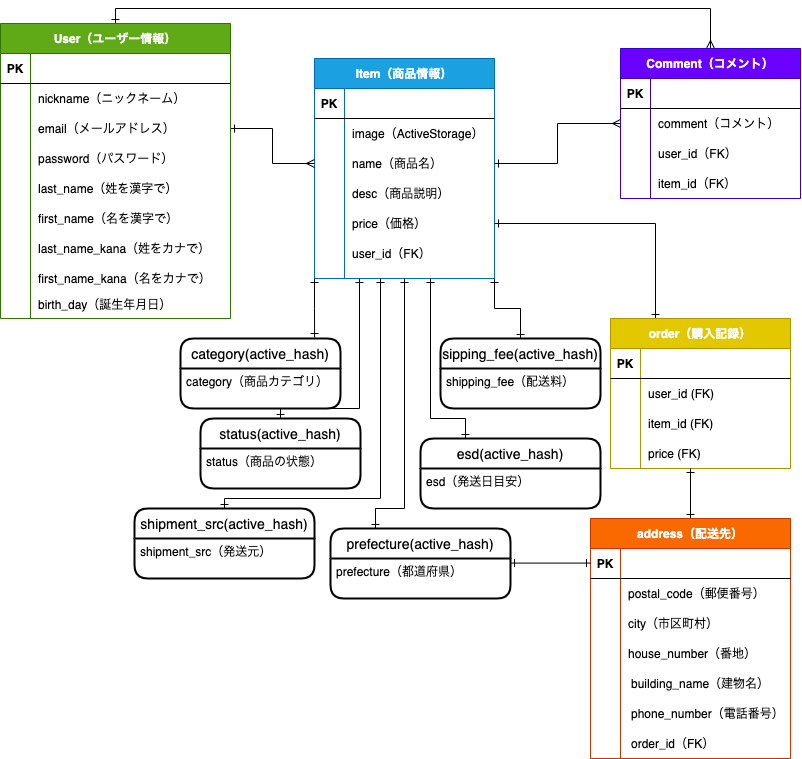 User（ユーザー情報）
PK
nickname（ニックネーム）
email（メールアドレス）
password（パスワード）
last_name（姓を漢字で）
first_name（名を漢字で）
last_name_kana（姓をカナで）
first_name_kana（名をカナで）
birth_day（誕生年月日）
Item（商品情報）
PK
image（ActiveStorage）
name（商品名）
desc（商品説明）
price（価格）
user_id（FK）
Comment（コメント）
PK
comment（コメント）
user_id（FK）
item_id（FK）
category(active_hash)
category（商品カテゴリ）
status(active_hash)
status（商品の状態）
shipment_src(active_hash)
shipment_src（発送元）
prefecture(active_hash)
prefecture（都道府県）
sipping_fee(active_hash)
shipping_fee（配送料）
esd(active_hash)
esd（発送日目安）
order（購入記録）
PK
user_id (FK)
item_id (FK)
price (FK)
address（配送先）
PK
postal_code（郵便番号）
city（市区町村）
house_number（番地）
building_name（建物名）
phone_number（電話番号）
order_id（FK）